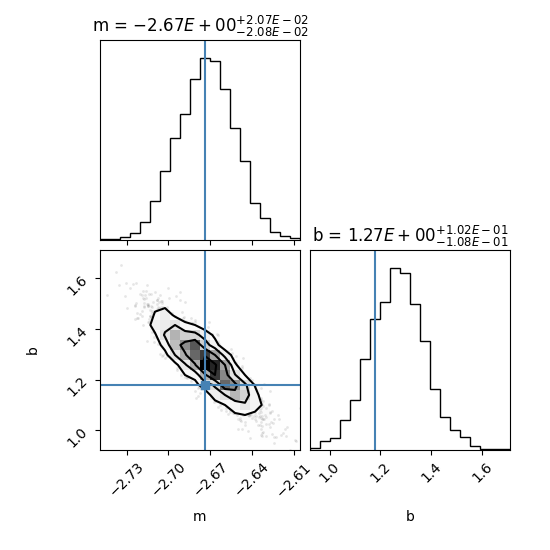 m = −2.67E + 00+2.07E − 02 −2.08E − 02
b = 1.27E + 00+1.02E − 01 −1.08E − 01
1.6
1.4
1.2
1.0
b
−2.73 −2.70 −2.67 −2.64 −2.61
m
1.0 1.2 1.4 1.6
b